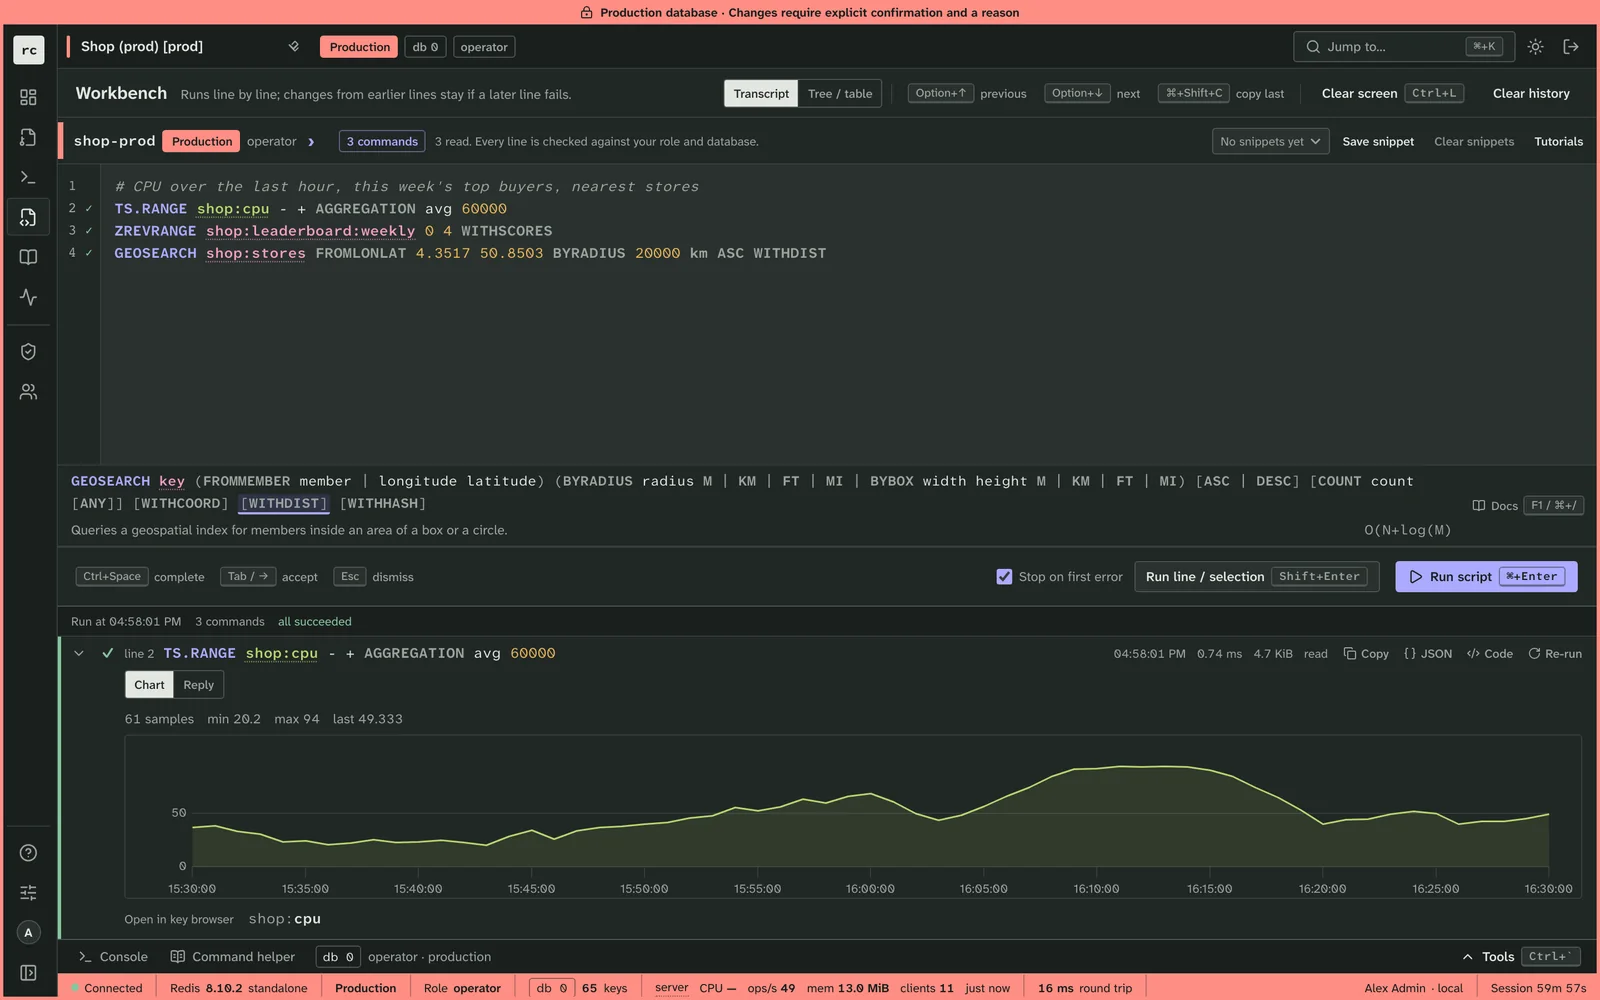 Production database · Changes require explicit confirmation and a reason
rc
Shop (prod) [prod]
Production
db 0
operator
Jump to...
⌘+K
Workbench
Runs line by line; changes from earlier lines stay if a later line fails.
Transcript
Tree / table
Option+↑ previous
Option+↓ next
⌘+Shift+C copy last
Clear screen Ctrl+L
Clear history
shop-prod
Production
operator ›
3 commands
3 read. Every line is checked against your role and database.
No snippets yet
Save snippet
Clear snippets
Tutorials
1 # CPU over the last hour, this week's top buyers, nearest stores
2 ✓ TS.RANGE shop:cpu - + AGGREGATION avg 60000
3 ✓ ZREVRANGE shop:leaderboard:weekly 0 4 WITHSCORES
4 ✓ GEOSEARCH shop:stores FROMLONLAT 4.3517 50.8503 BYRADIUS 20000 km ASC WITHDIST
GEOSEARCH key (FROMMEMBER member | longitude latitude) (BYRADIUS radius M | KM | FT | MI | BYBOX width height M | KM | FT | MI) [ASC | DESC] [COUNT count
[ANY]] [WITHCOORD] [WITHDIST] [WITHHASH]
Docs F1 / ⌘+/
Queries a geospatial index for members inside an area of a box or a circle.
O(N+log(M)
Ctrl+Space complete
Tab / → accept
Esc dismiss
Stop on first error
Run line / selection Shift+Enter
Run script ⌘+Enter
Run at 04:58:01 PM 3 commands all succeeded
line 2 TS.RANGE shop:cpu - + AGGREGATION avg 60000
04:58:01 PM 0.74 ms 4.7 KiB read
Copy
{} JSON
</> Code
Re-run
Chart
Reply
61 samples min 20.2 max 94 last 49.333
50
0
15:30:00 15:35:00 15:40:00 15:45:00 15:50:00 15:55:00 16:00:00 16:05:00 16:10:00 16:15:00 16:20:00 16:25:00 16:30:00
Open in key browser shop:cpu
A
Console
Command helper
db 0
operator · production
Tools Ctrl+`
Connected
Redis 8.10.2 standalone
Production
Role operator
db 0 65 keys
server CPU — ops/s 49 mem 13.0 MiB clients 11 just now
16 ms round trip
Alex Admin · local
Session 59m 57s